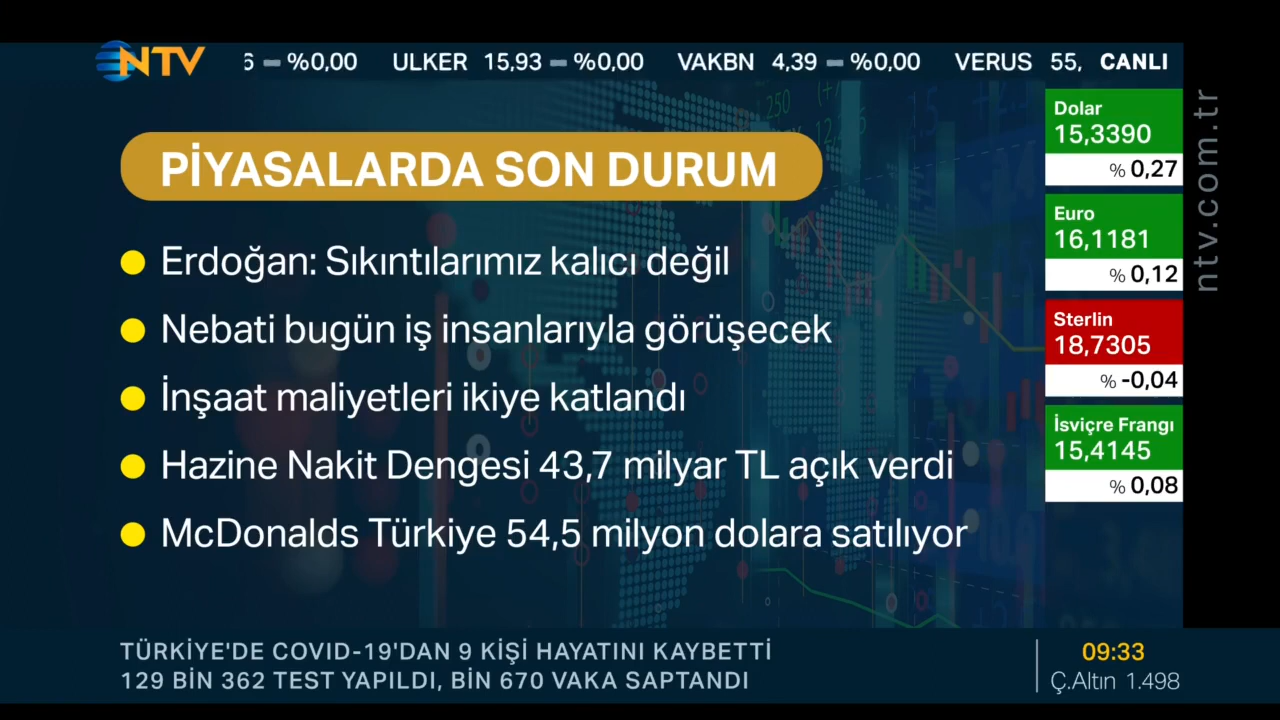 NTV
6 %0,00 ULKER 15,93 %0,00 VAKBN 4,39 %0,00 VERUS 55, CANLI
PİYASALARDA SON DURUM
Erdoğan: Sıkıntılarımız kalıcı değil
Nebati bugün iş insanlarıyla görüşecek
İnşaat maliyetleri ikiye katlandı
Hazine Nakit Dengesi 43,7 milyar TL açık verdi
McDonalds Türkiye 54,5 milyon dolara satılıyor
Dolar
15,3390
% 0,27
Euro
16,1181
% 0,12
Sterlin
18,7305
% -0,04
İsviçre Frangı
15,4145
% 0,08
ntv.com.tr
TÜRKİYE'DE COVID-19'DAN 9 KİŞİ HAYATINI KAYBETTİ
129 BİN 362 TEST YAPILDI, BİN 670 VAKA SAPTANDI
09:33
Ç.Altın 1.498